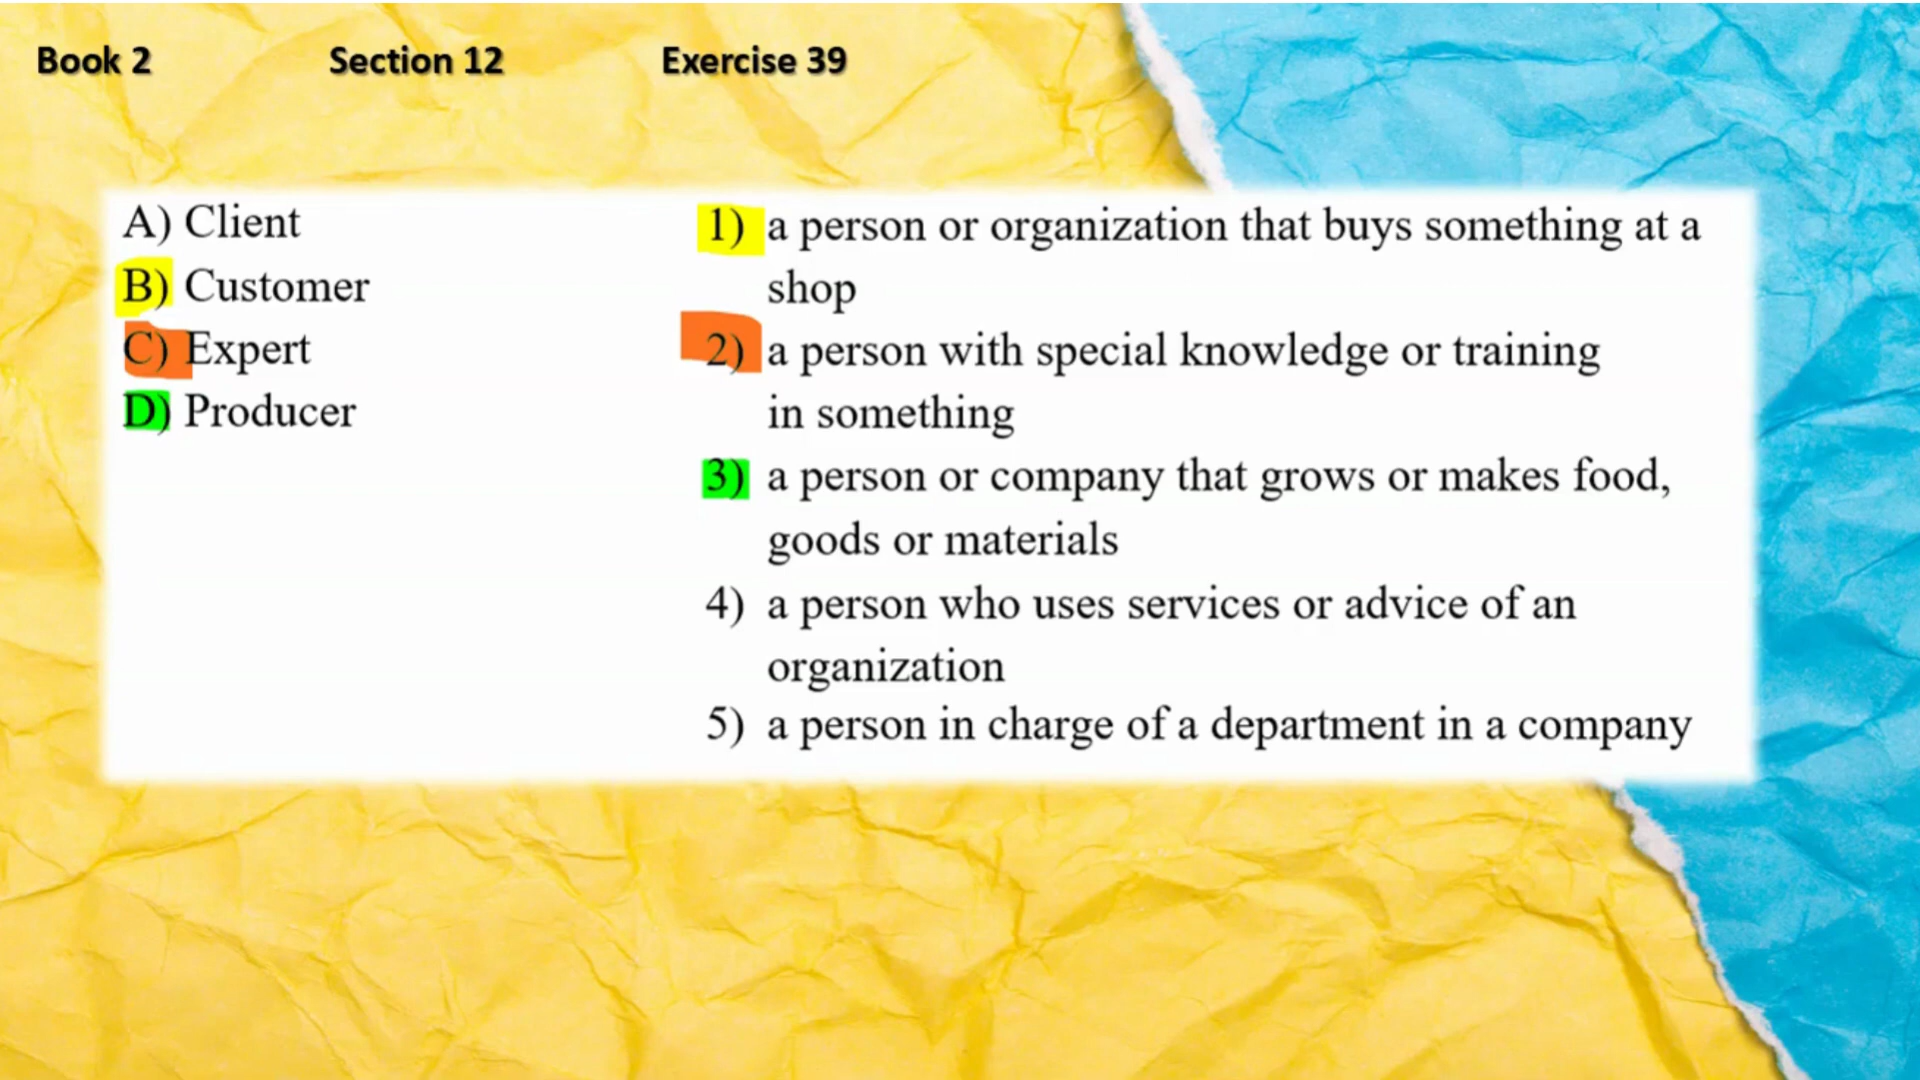 Book 2 Section 12 Exercise 39
A) Client
B) Customer
C) Expert
D) Producer
1) a person or organization that buys something at a
shop
2) a person with special knowledge or training
in something
3) a person or company that grows or makes food,
goods or materials
4) a person who uses services or advice of an
organization
5) a person in charge of a department in a company